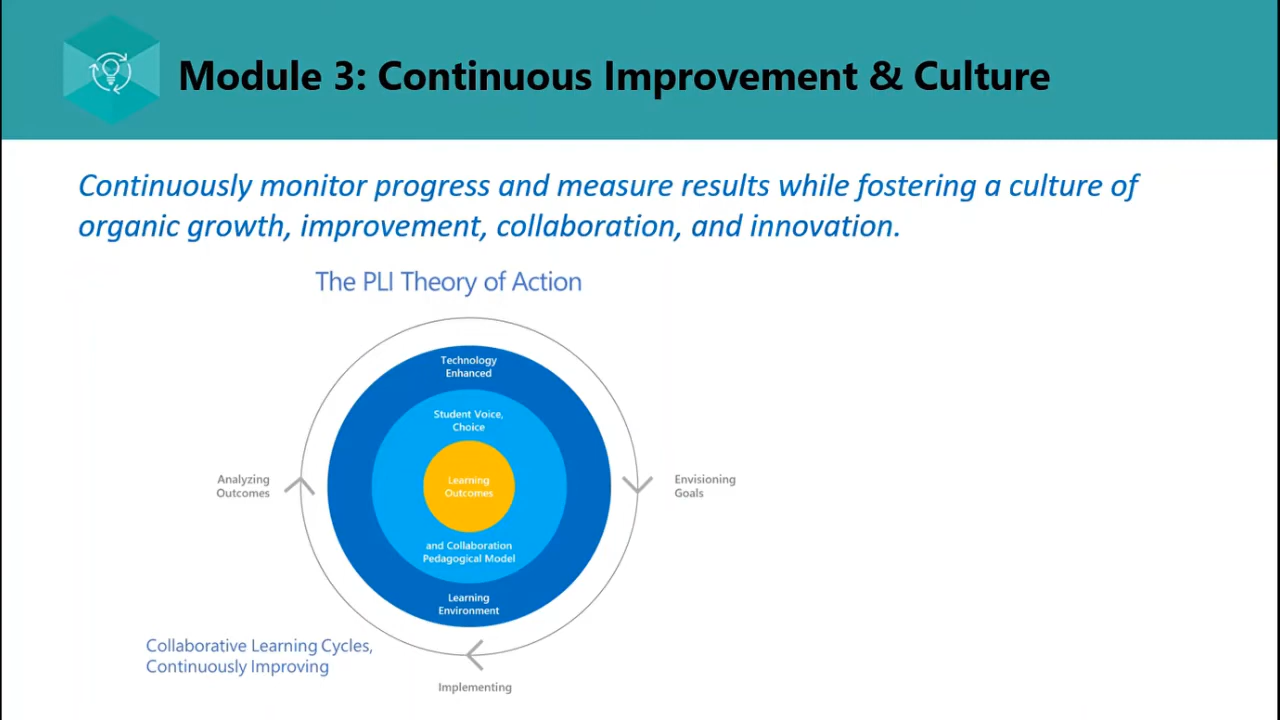 Module 3: Continuous Improvement & Culture
Continuously monitor progress and measure results while fostering a culture of
organic growth, improvement, collaboration, and innovation.
The PLI Theory of Action
Technology
Enhanced
Student Voice,
Choice
Learning
Outcomes
and Collaboration
Pedagogical Model
Learning
Environment
Analyzing
Outcomes
Envisioning
Goals
Implementing
Collaborative Learning Cycles,
Continuously Improving